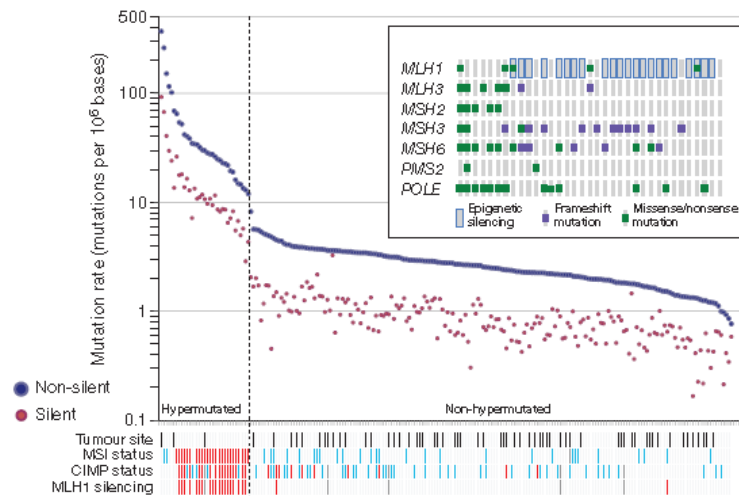 500
100
10
1
0.1
Mutation rate (mutations per 10⁶ bases)
MLH1
MLH3
MSH2
MSH3
MSH6
PMS2
POLE
Epigenetic silencing
Frameshift mutation
Missense/nonsense mutation
Non-silent
Silent
Hypermutated
Non-hypermutated
Tumour site
MSI status
CIMP status
MLH1 silencing